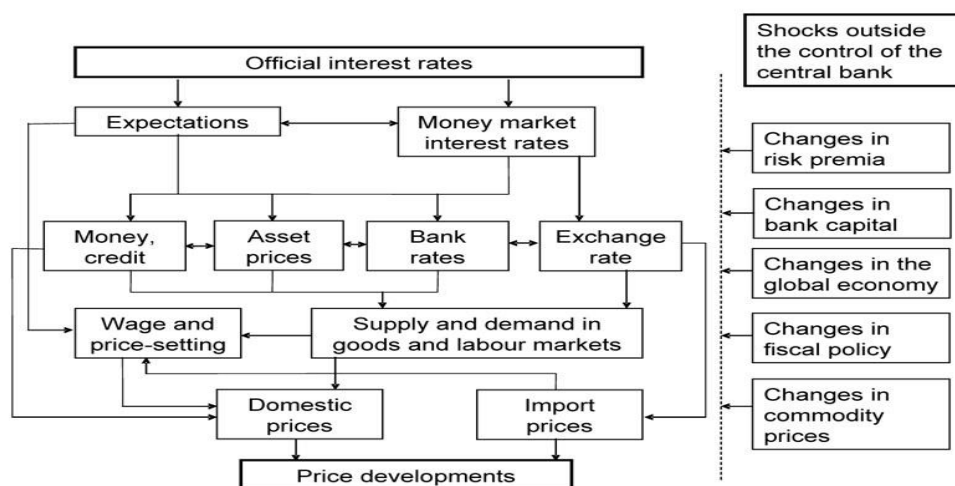 Official interest rates
Shocks outside
the control of the
central bank
Expectations
Money market
interest rates
Changes in
risk premia
Money,
credit
Asset
prices
Bank
rates
Exchange
rate
Changes in
bank capital
Changes in the
global economy
Wage and
price-setting
Supply and demand in
goods and labour markets
Changes in
fiscal policy
Domestic
prices
Import
prices
Changes in
commodity
prices
Price developments